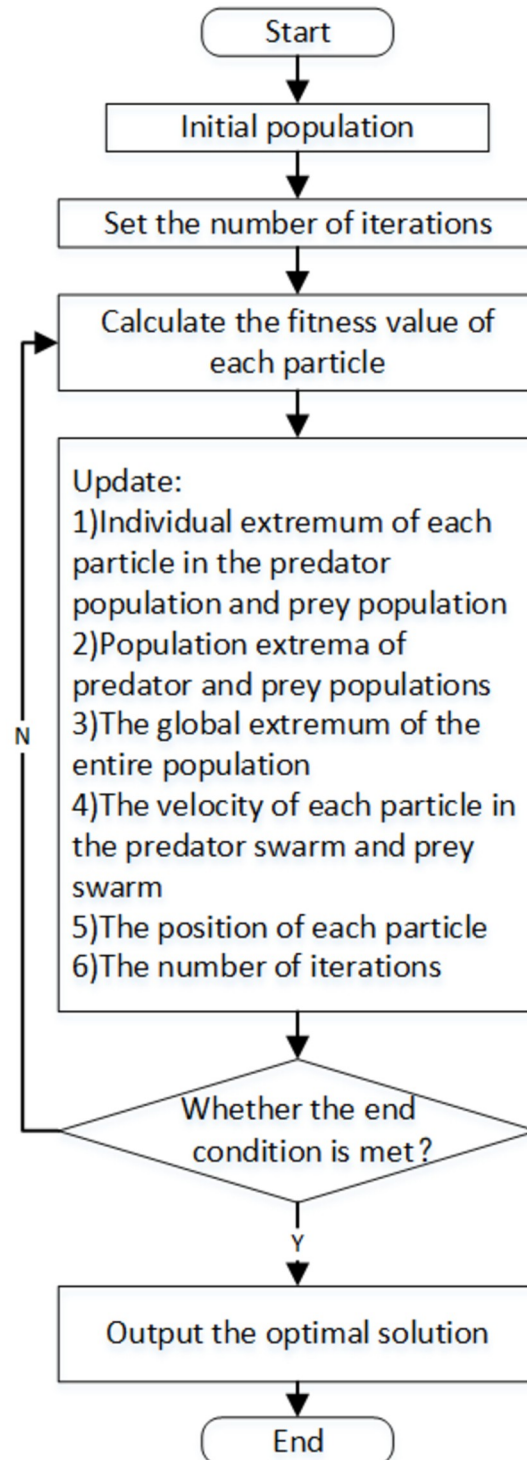 Start
Initial population
Set the number of iterations
Calculate the fitness value of
each particle
Update:
1)Individual extremum of each
particle in the predator
population and prey population
2)Population extrema of
predator and prey populations
3)The global extremum of the
entire population
4)The velocity of each particle in
the predator swarm and prey
swarm
5)The position of each particle
6)The number of iterations
N
Whether the end
condition is met?
Y
Output the optimal solution
End